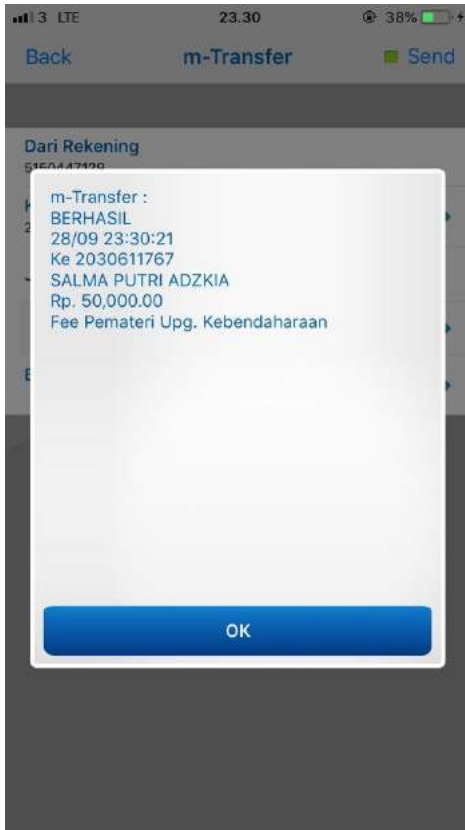 3 LTE 23.30 38%
Back m-Transfer Send
Dari Rekening
5150447129
m-Transfer :
BERHASIL
28/09 23:30:21
Ke 2030611767
SALMA PUTRI ADZKIA
Rp. 50,000.00
Fee Pemateri Upg. Kebendaharaan
OK